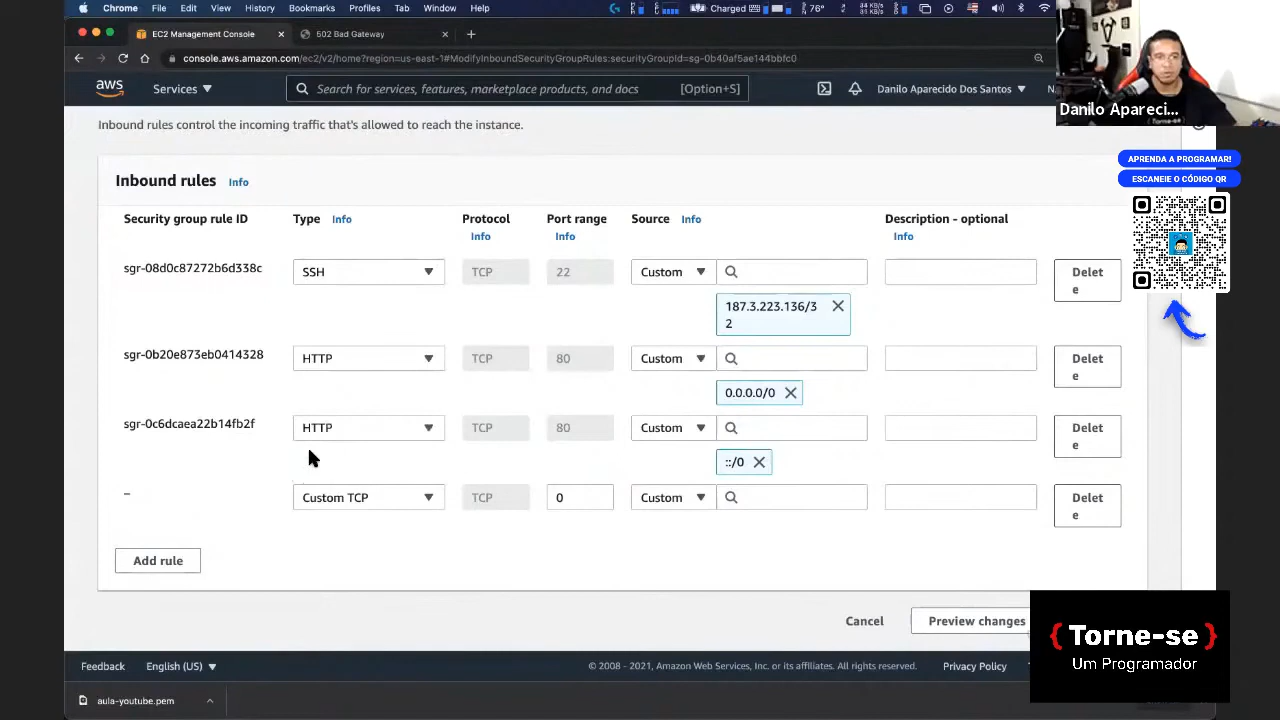 Chrome File Edit View History Bookmarks Profiles Tab Window Help
Charged
EC2 Management Console
502 Bad Gateway
console.aws.amazon.com/ec2/v2/home?region=us-east-1#ModifyInboundSecurityGroupRules:securityGroupId=sg-0b40af5ae144bbfc0
aws Services Search for services, features, marketplace products, and docs [Option+S] Danilo Aparecido Dos Santos
Danilo Apareci...
Inbound rules control the incoming traffic that's allowed to reach the instance.
APRENDA A PROGRAMAR!
ESCANEIE O CÓDIGO QR
Inbound rules Info
Security group rule ID Type Info Protocol Port range Source Info Description - optional
Info Info Info
sgr-08d0c87272b6d338c SSH TCP 22 Custom Delet
e
187.3.223.136/3
2
sgr-0b20e873eb0414328 HTTP TCP 80 Custom Delet
e
0.0.0.0/0
sgr-0c6dcaea22b14fb2f HTTP TCP 80 Custom Delet
e
::/0
– Custom TCP TCP 0 Custom Delet
e
Add rule
Cancel Preview changes
{ Torne-se }
Um Programador
Feedback English (US) © 2008 - 2021, Amazon Web Services, Inc. or its affiliates. All rights reserved. Privacy Policy
aula-youtube.pem